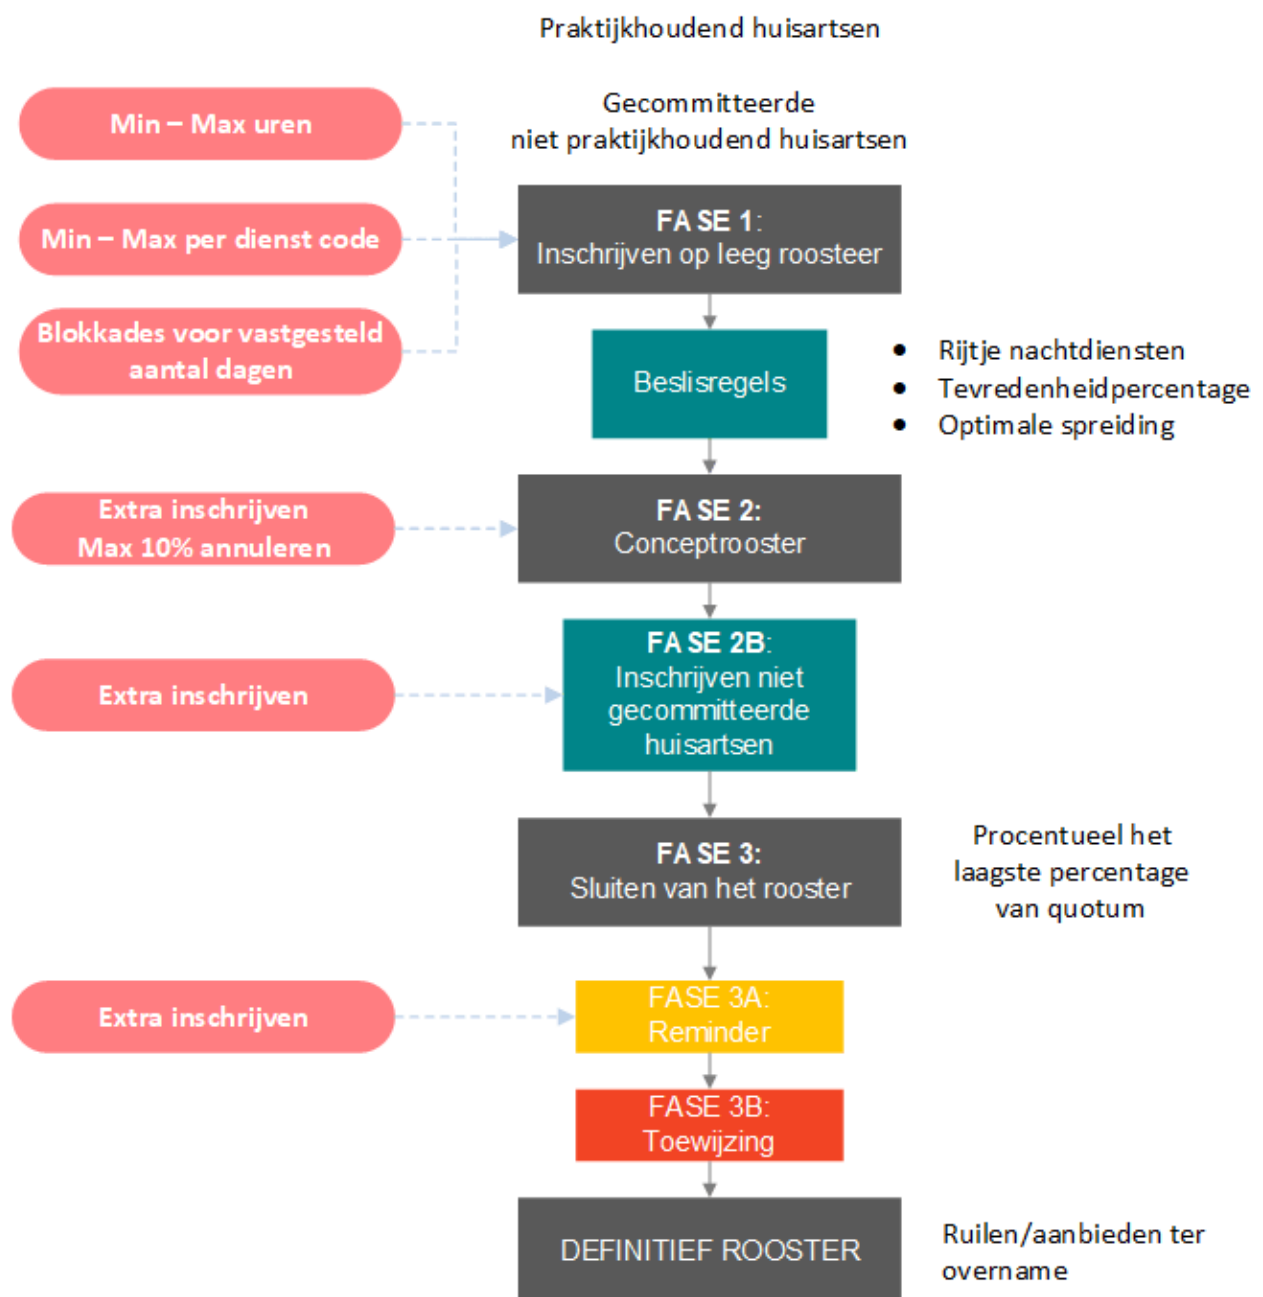 Praktijkhoudend huisartsen
Gecommitteerde
niet praktijkhoudend huisartsen
Min – Max uren
Min – Max per dienst code
Blokkades voor vastgesteld
aantal dagen
FASE 1:
Inschrijven op leeg roosteer
Beslisregels
• Rijtje nachtdiensten
• Tevredenheidpercentage
• Optimale spreiding
Extra inschrijven
Max 10% annuleren
FASE 2:
Conceptrooster
Extra inschrijven
FASE 2B:
Inschrijven niet
gecommitteerde
huisartsen
FASE 3:
Sluiten van het rooster
Procentueel het
laagste percentage
van quotum
Extra inschrijven
FASE 3A:
Reminder
FASE 3B:
Toewijzing
DEFINITIEF ROOSTER
Ruilen/aanbieden ter
overname